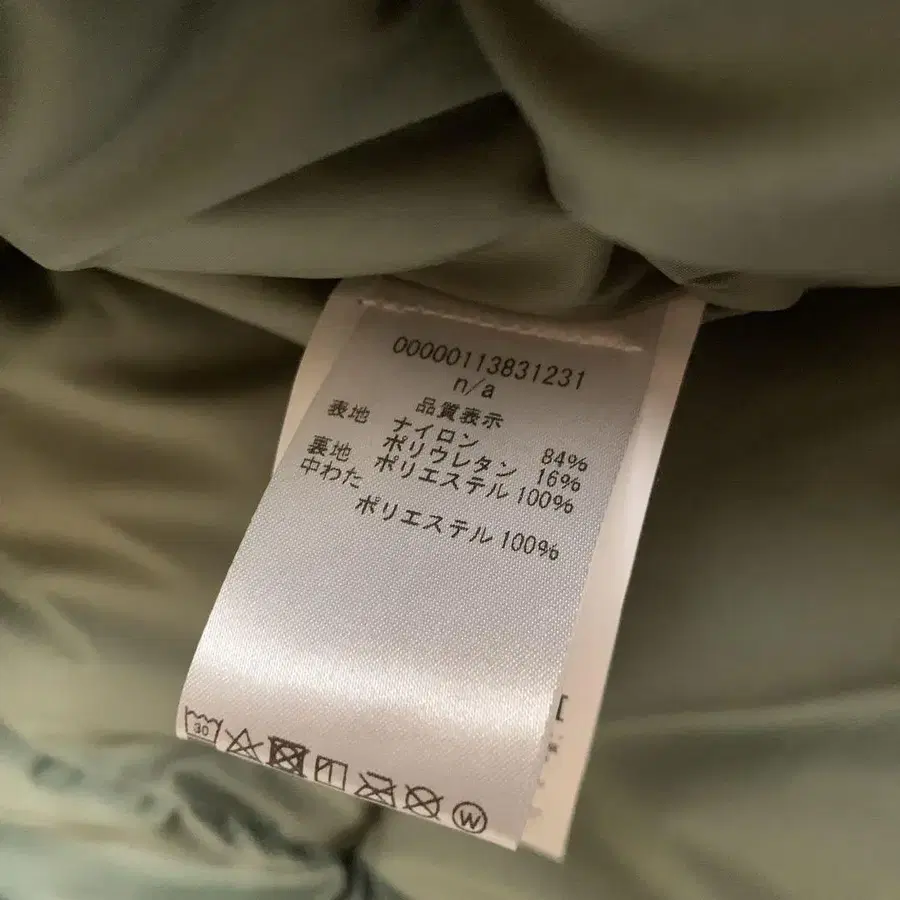 00000113831231
n/a
品質表示
表地 ナイロン 84%
ポリウレタン 16%
裏地 ポリエステル 100%
中わた
ポリエステル 100%
30
W